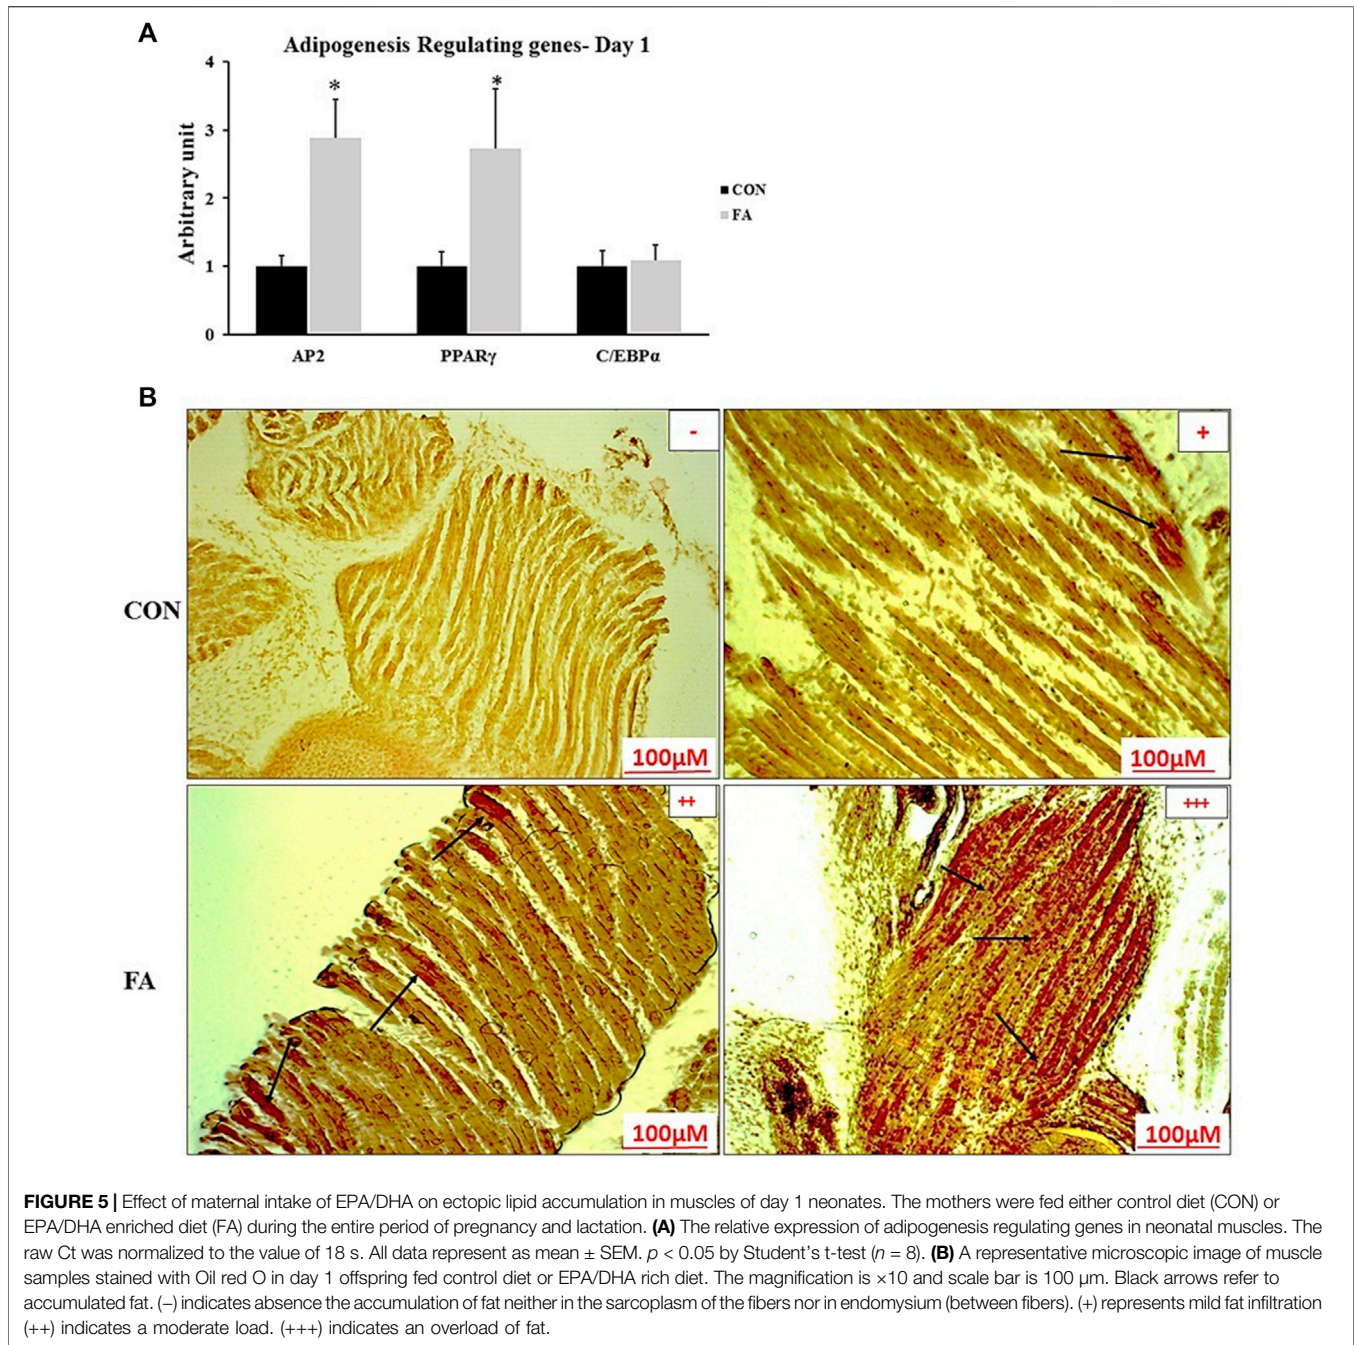 A
Adipogenesis Regulating genes- Day 1
4
3
2
1
0
Arbitrary unit
*
*
CON
FA
AP2
PPARγ
C/EBPα
B
CON
-
100µM
+
100µM
FA
++
100µM
+++
100µM
FIGURE 5 | Effect of maternal intake of EPA/DHA on ectopic lipid accumulation in muscles of day 1 neonates. The mothers were fed either control diet (CON) or
EPA/DHA enriched diet (FA) during the entire period of pregnancy and lactation. (A) The relative expression of adipogenesis regulating genes in neonatal muscles. The
raw Ct was normalized to the value of 18 s. All data represent as mean ± SEM. p < 0.05 by Student's t-test (n = 8). (B) A representative microscopic image of muscle
samples stained with Oil red O in day 1 offspring fed control diet or EPA/DHA rich diet. The magnification is ×10 and scale bar is 100 µm. Black arrows refer to
accumulated fat. (−) indicates absence the accumulation of fat neither in the sarcoplasm of the fibers nor in endomysium (between fibers). (+) represents mild fat infiltration
(++) indicates a moderate load. (+++) indicates an overload of fat.